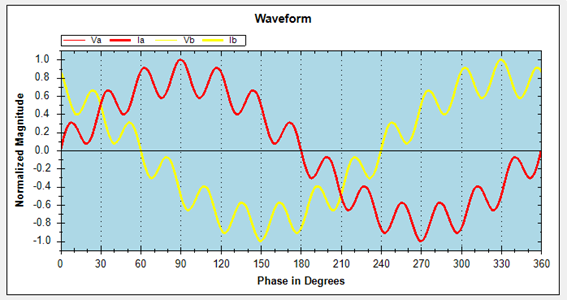 Waveform
Va Ia Vb Ib
Normalized Magnitude
1.0
0.8
0.6
0.4
0.2
0.0
-0.2
-0.4
-0.6
-0.8
-1.0
0 30 60 90 120 150 180 210 240 270 300 330 360
Phase in Degrees